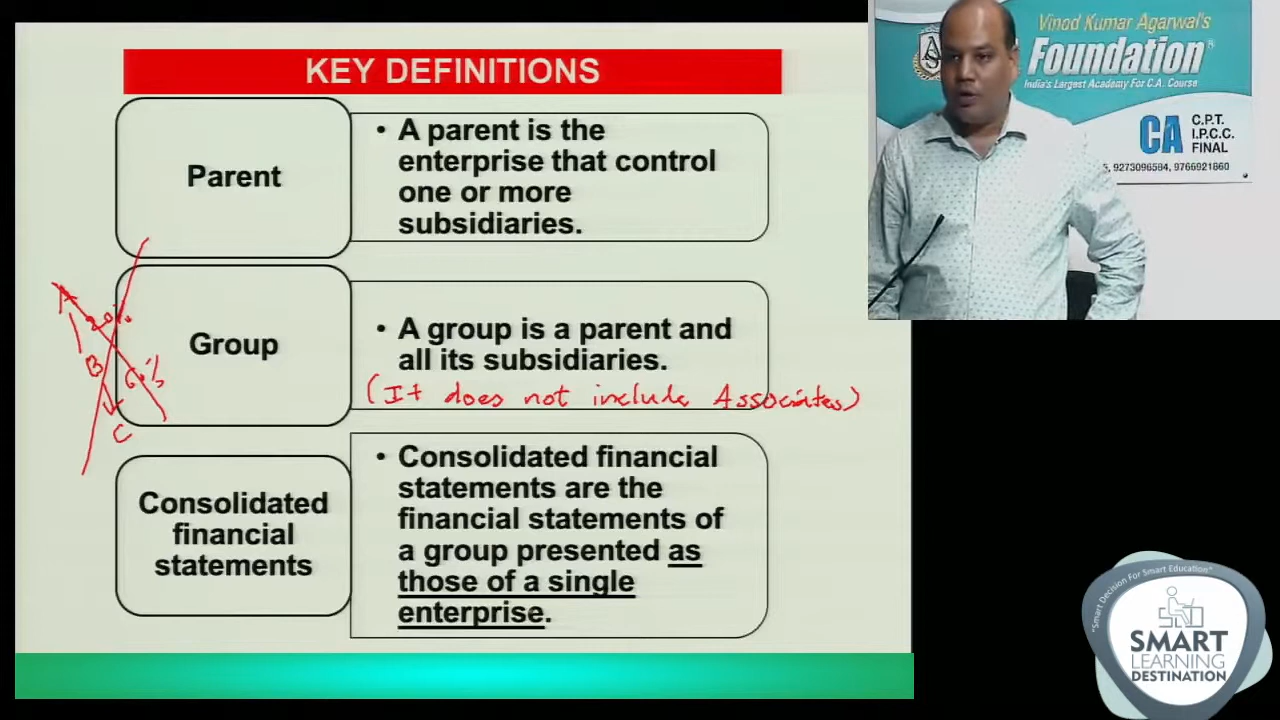 KEY DEFINITIONS
Parent
• A parent is the
enterprise that control
one or more
subsidiaries.
A
20%
B
60%
C
Group
• A group is a parent and
all its subsidiaries.
(It does not include Associates)
Consolidated
financial
statements
• Consolidated financial
statements are the
financial statements of
a group presented as
those of a single
enterprise.
Vinod Kumar Agarwal's
Foundation®
India's Largest Academy For C.A. Course
CA
C.P.T.
I.P.C.C.
FINAL
9273096584, 9766921860
"Smart Decision For Smart Education"
SMART
LEARNING
DESTINATION